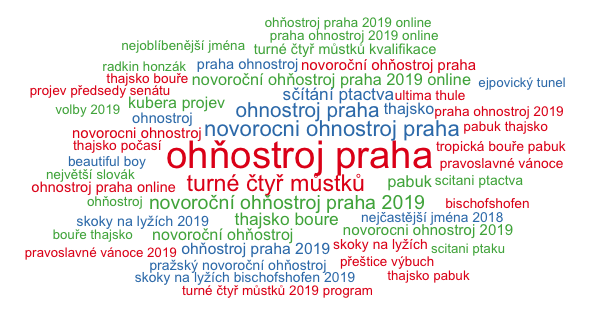 ohňostroj praha 2019 online
praha ohnostroj 2019 online
nejoblíbenější jména turné čtyř můstků kvalifikace
radkin honzák praha ohnostroj novoroční ohňostroj praha
thajsko bouře novoroční ohňostroj praha 2019 online ejpovický tunel
projev předsedy senátu sčítání ptactva ultima thule
volby 2019 kubera projev ohnostroj praha thajsko praha ohnostroj 2019
ohnostroj
novorocni ohnostroj novorocni ohnostroj praha pabuk thajsko
thajsko počasí ohňostroj praha tropická bouře pabuk
beautiful boy pravoslavné vánoce
největší slovák
ohnostroj praha online turné čtyř můstků pabuk scitani ptactva
ohňostroj novoroční ohňostroj praha 2019 bischofshofen
skoky na lyžích 2019 thajsko boure nejčastější jména 2018
bouře thajsko novoroční ohňostroj novorocni ohnostroj 2019
pravoslavné vánoce 2019 ohňostroj praha 2019 skoky na lyžích scitani ptaku
pražský novoroční ohňostroj přeštice výbuch
skoky na lyžích bischofshofen 2019 thajsko pabuk
turné čtyř můstků 2019 program